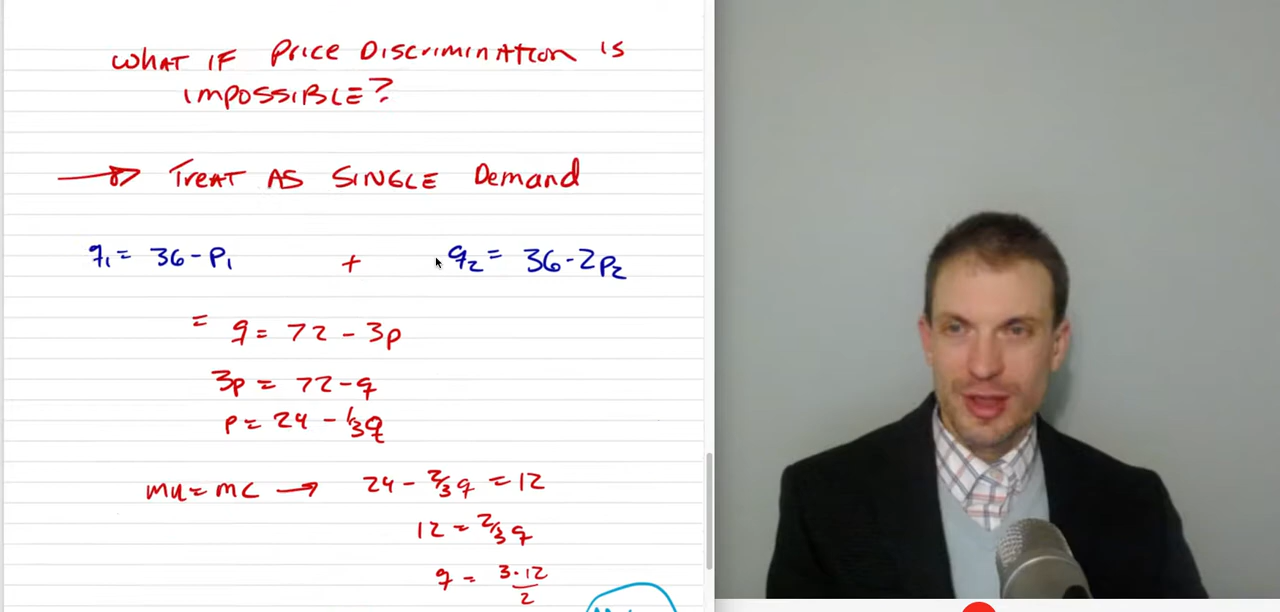 WHAT IF PRICE DISCRIMINATION IS
IMPOSSIBLE?
→ TREAT AS SINGLE Demand
q₁ = 36 - P₁ + q₂ = 36 - 2P₂
= q = 72 - 3p
3p = 72 - q
p = 24 - 1/3q
MR = MC → 24 - 2/3q = 12
12 = 2/3q
q = 3·12/2